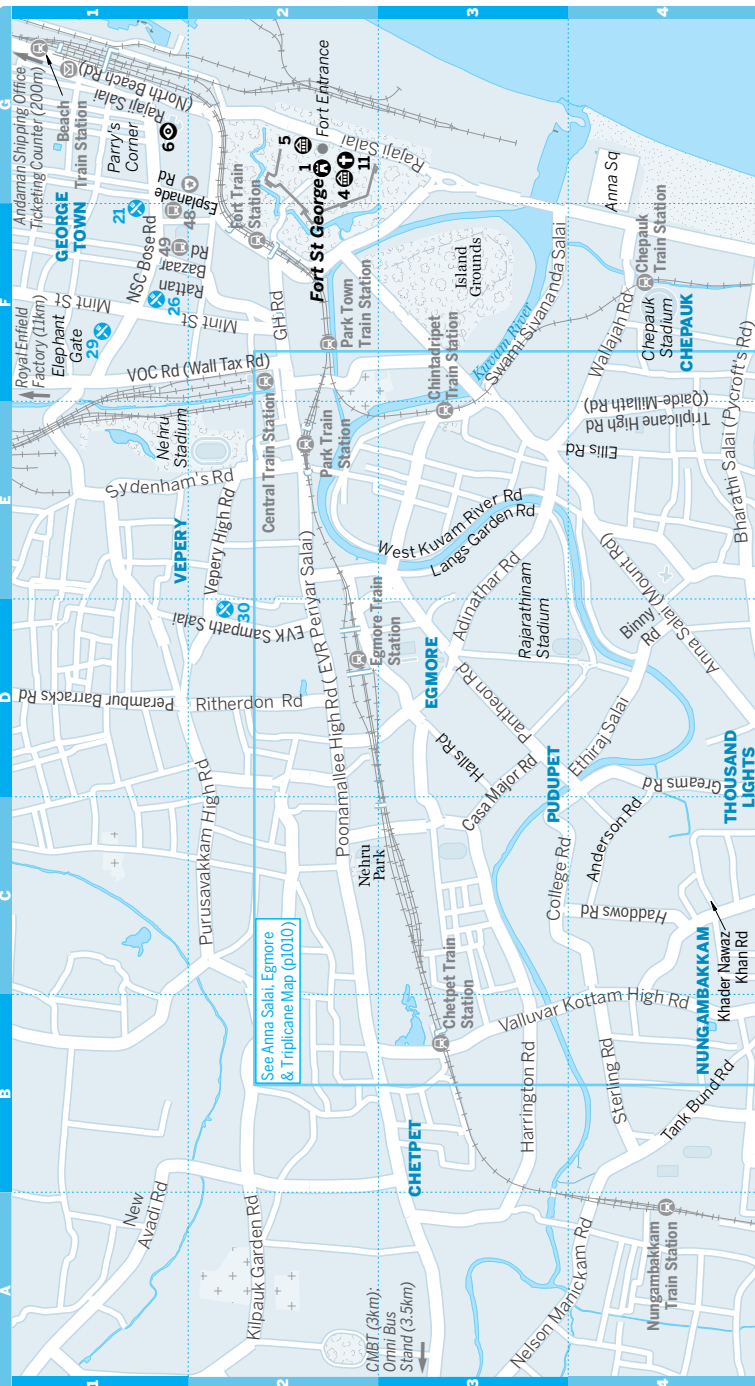 1
2
3
4
A
B
C
D
E
F
G
1
2
3
4
Andaman Shipping Office
Ticketing Counter (200m)
Beach
Train Station
Rajaji Salai
(North Beach Rd)
Parry's
Corner
6
Esplanade
Rd
GEORGE
TOWN
21
48
49
NSC Bose Rd
Rattan
Bazaar
Rd
26
Mint St
Mint St
29
Elephant
Gate
Royal Enfield
Factory (11km)
VOC Rd (Wall Tax Rd)
Fort Train
Station
Fort St George
1
5
4
11
Fort Entrance
Rajaji Salai
GH Rd
Park Town
Train Station
Island
Grounds
Kuvam River
Swami Sivananda Salai
Anna Sq
Chepauk
Train Station
Chepauk
Stadium
CHEPAUK
Wallajah Rd
Chintadripet
Train Station
Central Train Station
Park Train
Station
Nehru
Stadium
Sydenham's Rd
VEPERY
Vepery High Rd
30
EVK Sampath Salai
Perambur Barracks Rd
Ritherdon Rd
Purusavakkam High Rd
Poonamallee High Rd ( EVR Periyar Salai)
Egmore Train
Station
EGMORE
West Kuvam River Rd
Langs Garden Rd
Adinathar Rd
Rajarathinam
Stadium
Pantheon Rd
Halls Rd
Casa Major Rd
PUDUPET
Ethiraj Salai
Binny
Rd
Anna Salai (Mount Rd)
Ellis Rd
Triplicane High Rd
(Qaide-Millath Rd)
Bharathi Salai (Pycroft's Rd)
Greams Rd
THOUSAND
LIGHTS
Anderson Rd
College Rd
Haddows Rd
Khader Nawaz
Khan Rd
NUNGAMBAKKAM
Valluvar Kottam High Rd
Nehru
Park
See Anna Salai, Egmore
& Triplicane Map (p1010)
Chetpet Train
Station
CHETPET
Harrington Rd
Sterling Rd
Tank Bund Rd
New
Avadi Rd
Kilpauk Garden Rd
CMBT (3km);
Omni Bus
Stand (3.5km)
Nelson Manickam Rd
Nungambakkam
Train Station